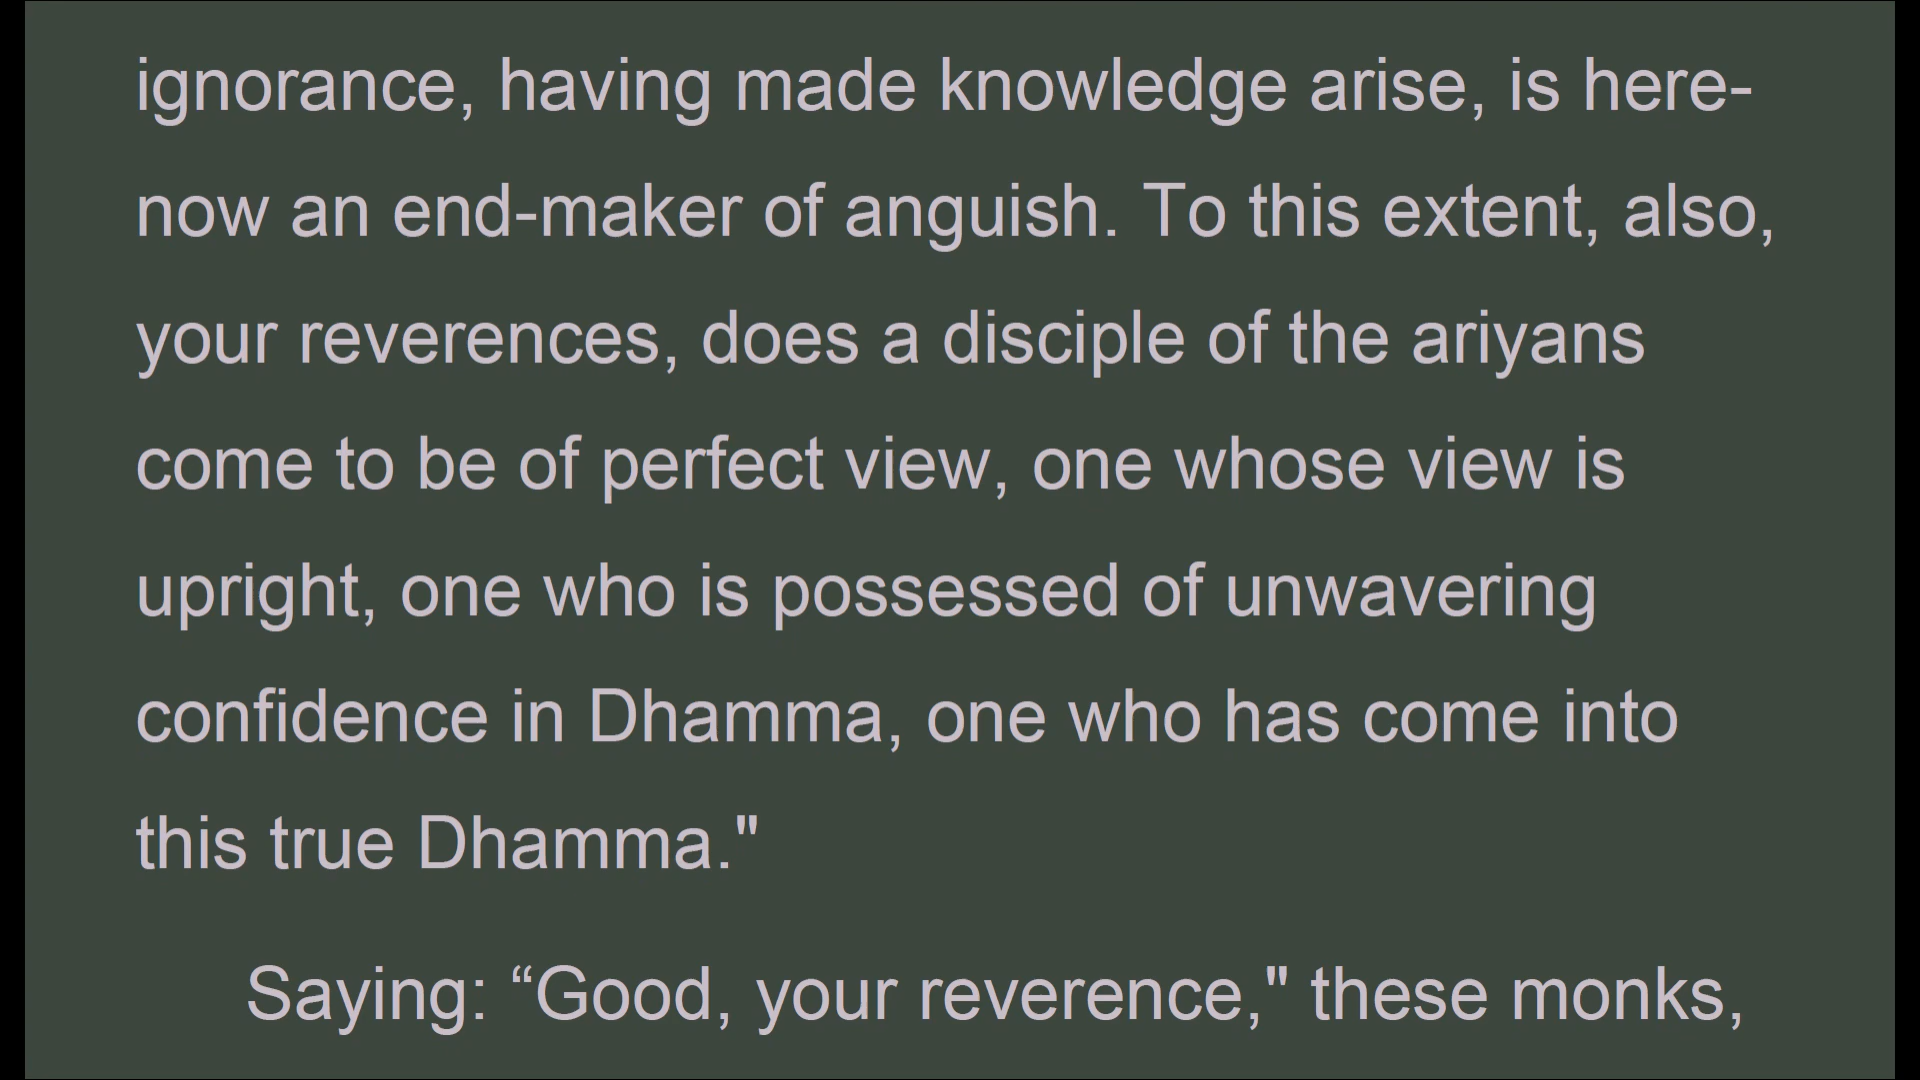 ignorance, having made knowledge arise, is here-
now an end-maker of anguish. To this extent, also,
your reverences, does a disciple of the ariyans
come to be of perfect view, one whose view is
upright, one who is possessed of unwavering
confidence in Dhamma, one who has come into
this true Dhamma."
Saying: “Good, your reverence," these monks,